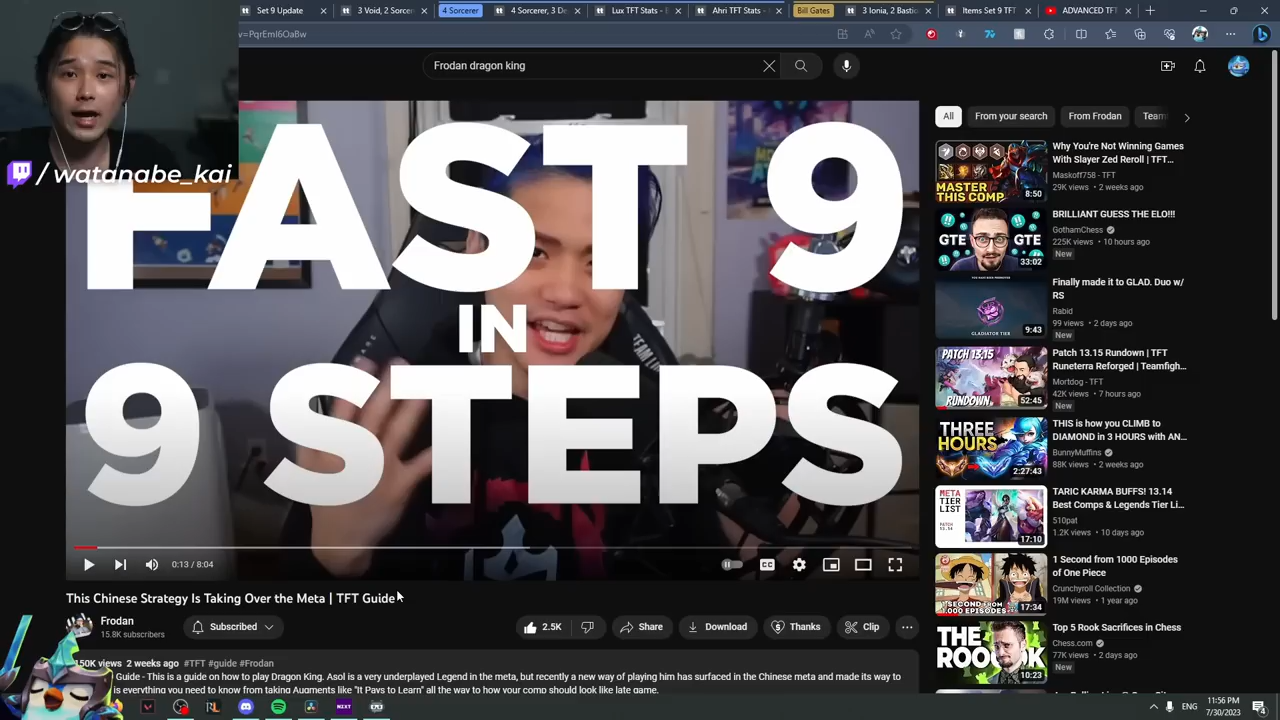 Set 9 Update
3 Void, 2 Sorcer
4 Sorcerer
4 Sorcerer, 3 De
Lux TFT Stats -
Ahri TFT Stats -
Bill Gates
3 Ionia, 2 Bastio
Items Set 9 TFT
ADVANCED TF
v=PqrEmI6OaBw
Frodan dragon king
/watanabe_kai
FAST 9
IN
9 STEPS
0:13 / 8:04
This Chinese Strategy Is Taking Over the Meta | TFT Guide
Frodan
15.8K subscribers
Subscribed
2.5K
Share
Download
Thanks
Clip
150K views 2 weeks ago #TFT #guide #Frodan
Guide - This is a guide on how to play Dragon King. Asol is a very underplayed Legend in the meta, but recently a new way of playing him has surfaced in the Chinese meta and made its way to
is everything you need to know from taking Augments like "It Pays to Learn" all the way to how your comp should look like late game.
All
From your search
From Frodan
Team
Why You're Not Winning Games
With Slayer Zed Reroll | TFT...
Maskoff758 - TFT
29K views • 2 weeks ago
MASTER
THIS COMP
8:50
BRILLIANT GUESS THE ELO!!!
GothamChess
225K views • 10 hours ago
New
GTE
GTE
33:02
Finally made it to GLAD. Duo w/
RS
Rabid
99 views • 2 days ago
New
GLADIATOR TIER
9:43
Patch 13.15 Rundown | TFT
Runeterra Reforged | Teamfigh...
Mortdog - TFT
42K views • 7 hours ago
New
PATCH 13.15
RUNDOWN
52:45
THIS is how you CLIMB to
DIAMOND in 3 HOURS with AN...
BunnyMuffins
88K views • 2 weeks ago
THREE
HOURS
2:27:43
TARIC KARMA BUFFS! 13.14
Best Comps & Legends Tier Li...
510pat
1.2K views • 10 days ago
META
TIER
LIST
17:10
1 Second from 1000 Episodes
of One Piece
Crunchyroll Collection
19M views • 1 year ago
1 SECOND FROM
1,000 EPISODES
17:34
Top 5 Rook Sacrifices in Chess
Chess.com
77K views • 2 days ago
New
THE
ROOOK
10:23
ENG
11:56 PM
7/30/2023